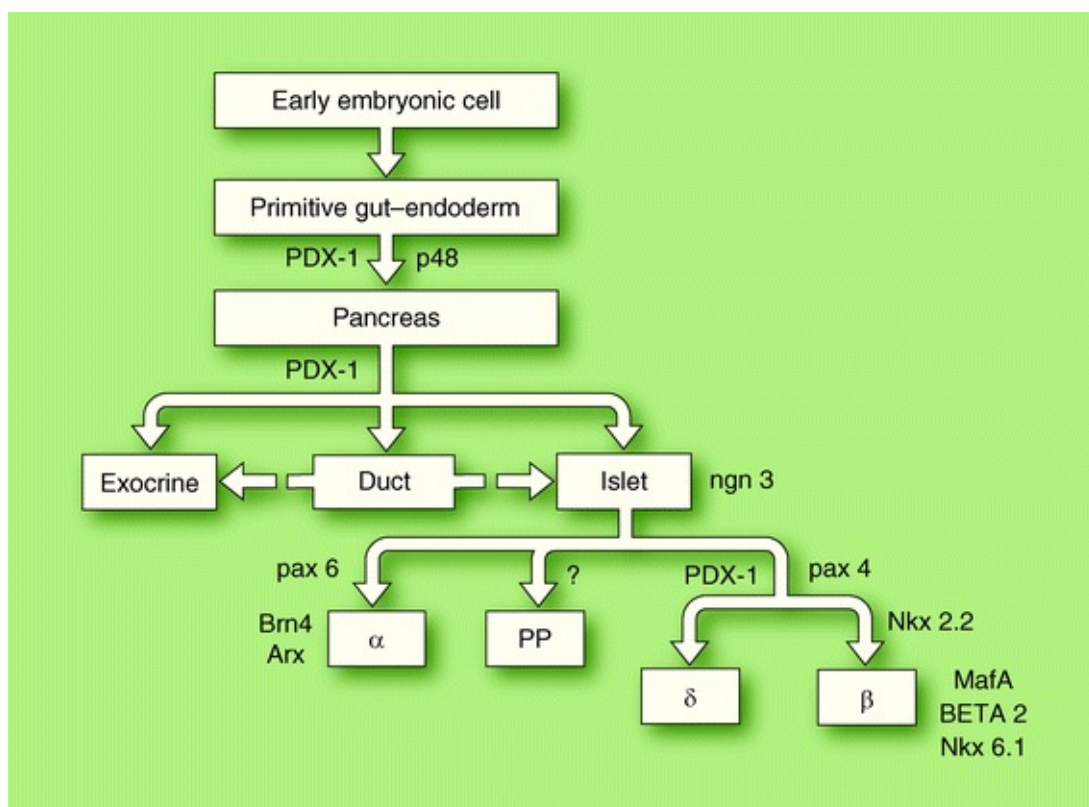 Early embryonic cell
Primitive gut–endoderm
PDX-1 p48
Pancreas
PDX-1
Exocrine Duct Islet ngn 3
pax 6 ? PDX-1 pax 4
Brn4
Arx
α PP Nkx 2.2
δ β MafA
BETA 2
Nkx 6.1